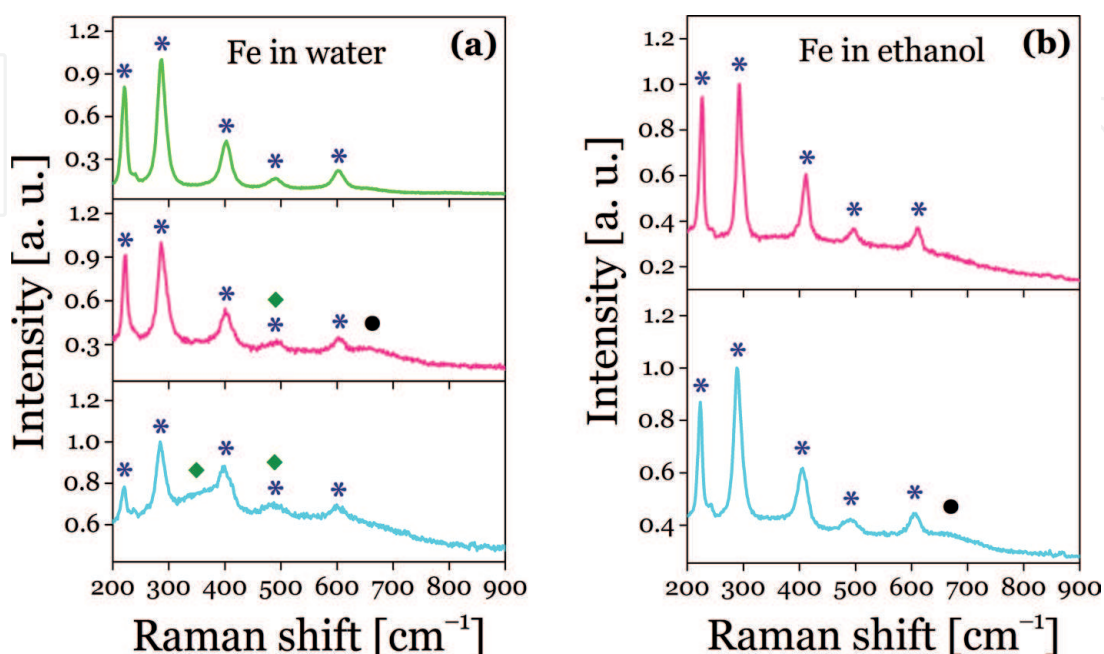 Fe in water
(a)
1.2
0.9
0.6
0.3
1.2
0.9
0.6
0.3
1.2
1.0
0.8
0.6
200 300 400 500 600 700 800 900
Intensity [a. u.]
Raman shift [cm⁻¹]
Fe in ethanol
(b)
1.2
1.0
0.8
0.6
0.4
0.2
1.2
1.0
0.8
0.6
0.4
200 300 400 500 600 700 800 900
Intensity [a. u.]
Raman shift [cm⁻¹]